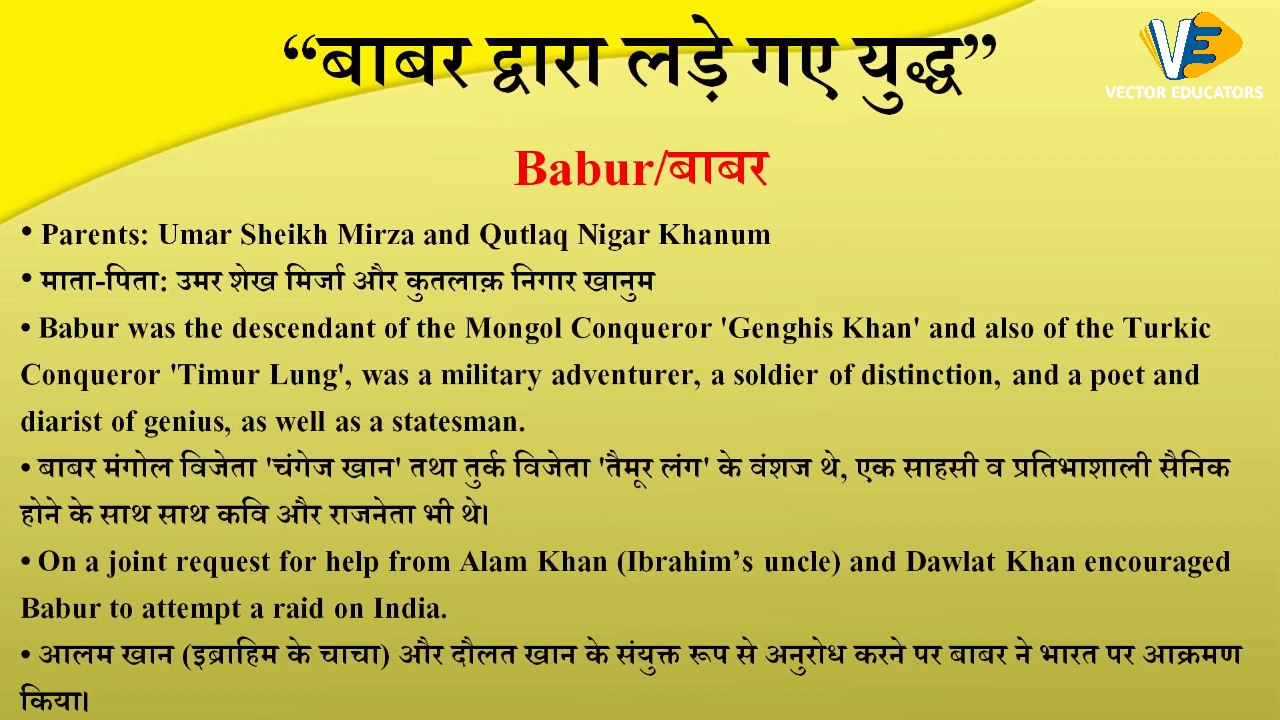 “बाबर द्वारा लड़े गए युद्ध”
VE
VECTOR EDUCATORS
Babur/बाबर
• Parents: Umar Sheikh Mirza and Qutlaq Nigar Khanum
• माता-पिता: उमर शेख मिर्जा और कुतलाक़ निगार खानुम
• Babur was the descendant of the Mongol Conqueror 'Genghis Khan' and also of the Turkic
Conqueror 'Timur Lung', was a military adventurer, a soldier of distinction, and a poet and
diarist of genius, as well as a statesman.
• बाबर मंगोल विजेता 'चंगेज खान' तथा तुर्क विजेता 'तैमूर लंग' के वंशज थे, एक साहसी व प्रतिभाशाली सैनिक
होने के साथ साथ कवि और राजनेता भी थे।
• On a joint request for help from Alam Khan (Ibrahim’s uncle) and Dawlat Khan encouraged
Babur to attempt a raid on India.
• आलम खान (इब्राहिम के चाचा) और दौलत खान के संयुक्त रूप से अनुरोध करने पर बाबर ने भारत पर आक्रमण
किया।